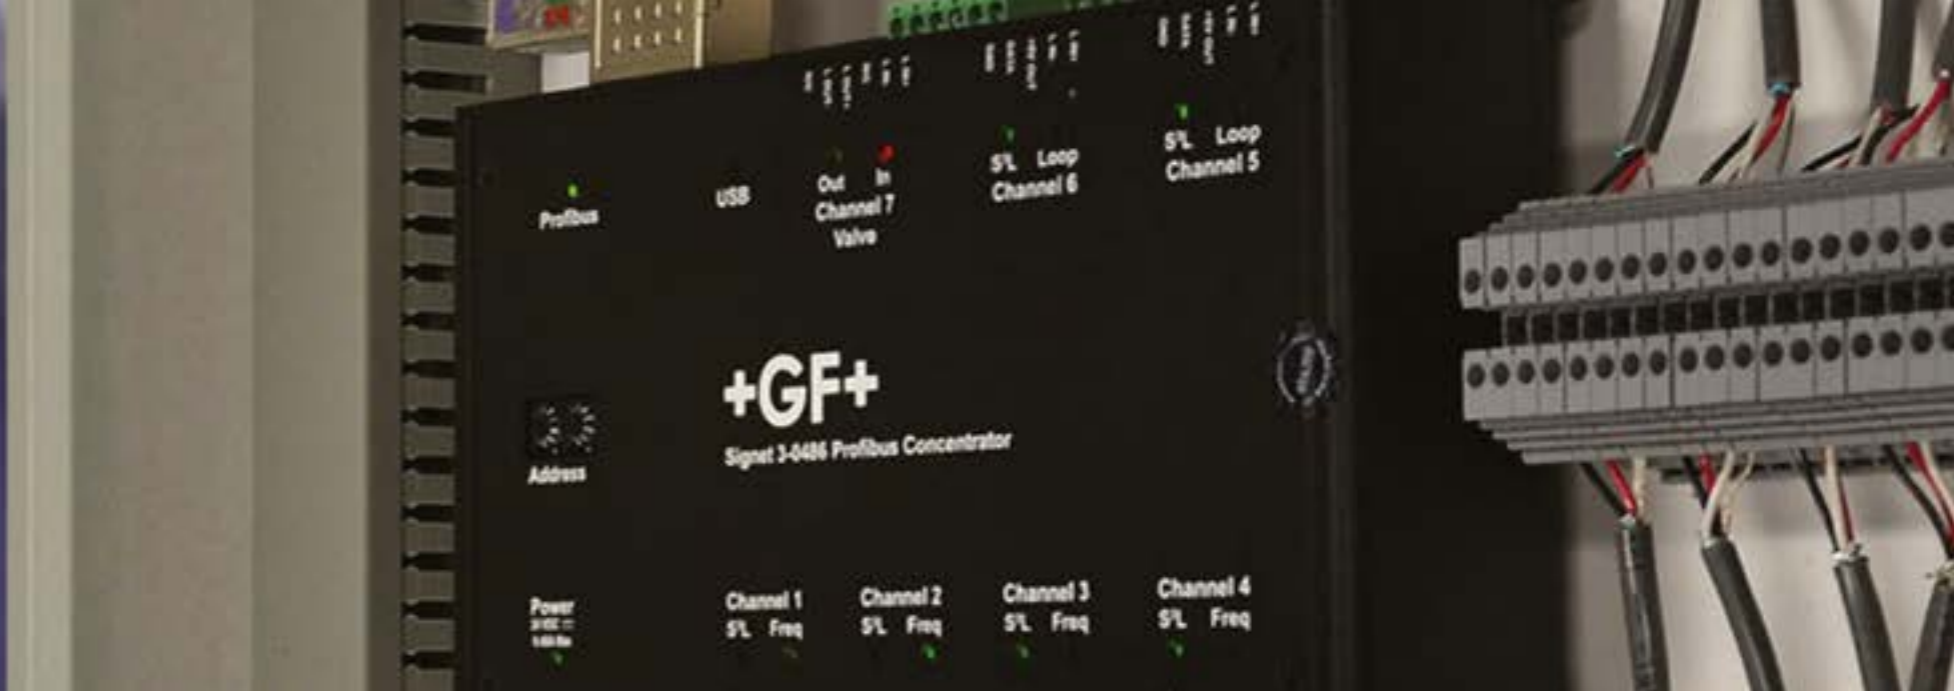 Profibus
USB
Out In
Channel 7
Valve
S³L Loop
Channel 6
S³L Loop
Channel 5
+GF+
Signet 3-0486 Profibus Concentrator
Address
Power
Channel 1
S³L Freq
Channel 2
S³L Freq
Channel 3
S³L Freq
Channel 4
S³L Freq